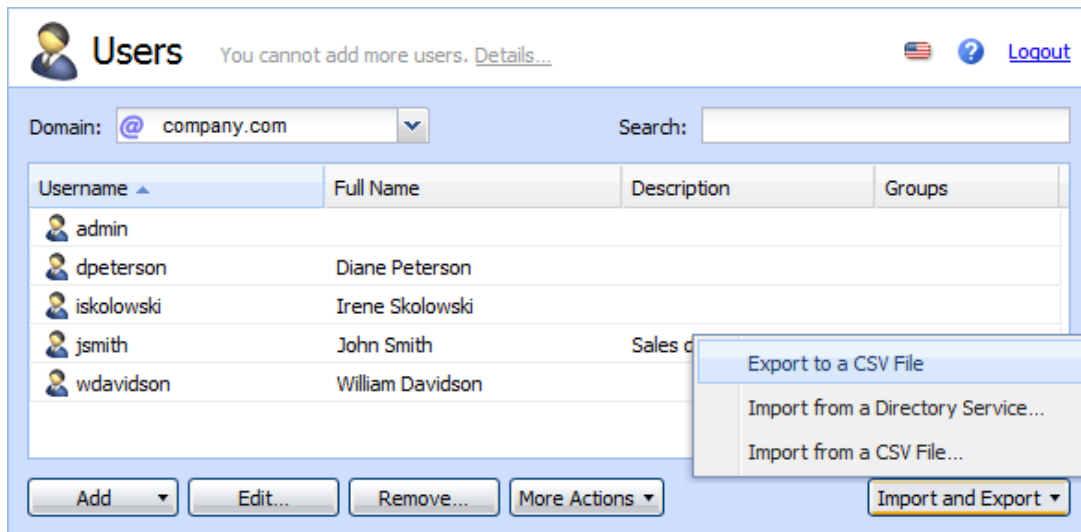 Users You cannot add more users. Details... Logout
Domain: @ company.com Search:
Username Full Name Description Groups
admin
dpeterson Diane Peterson
iskolowski Irene Skolowski
jsmith John Smith Sales
wdavidson William Davidson
Export to a CSV File
Import from a Directory Service...
Import from a CSV File...
Add Edit... Remove... More Actions Import and Export